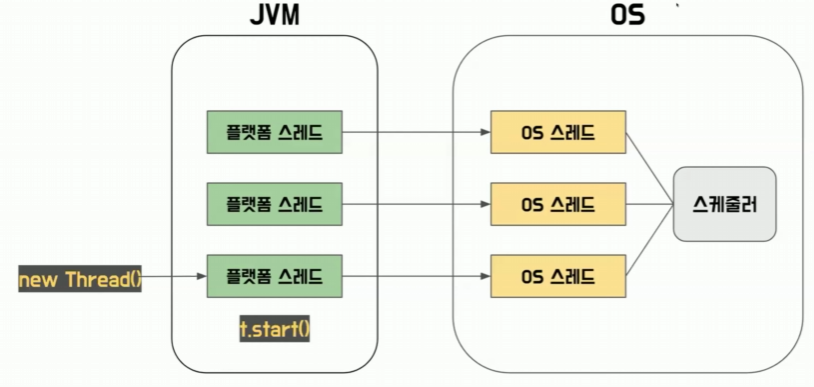 JVM
OS
플랫폼 스레드
OS 스레드
플랫폼 스레드
OS 스레드
스케줄러
new Thread()
플랫폼 스레드
OS 스레드
t.start()